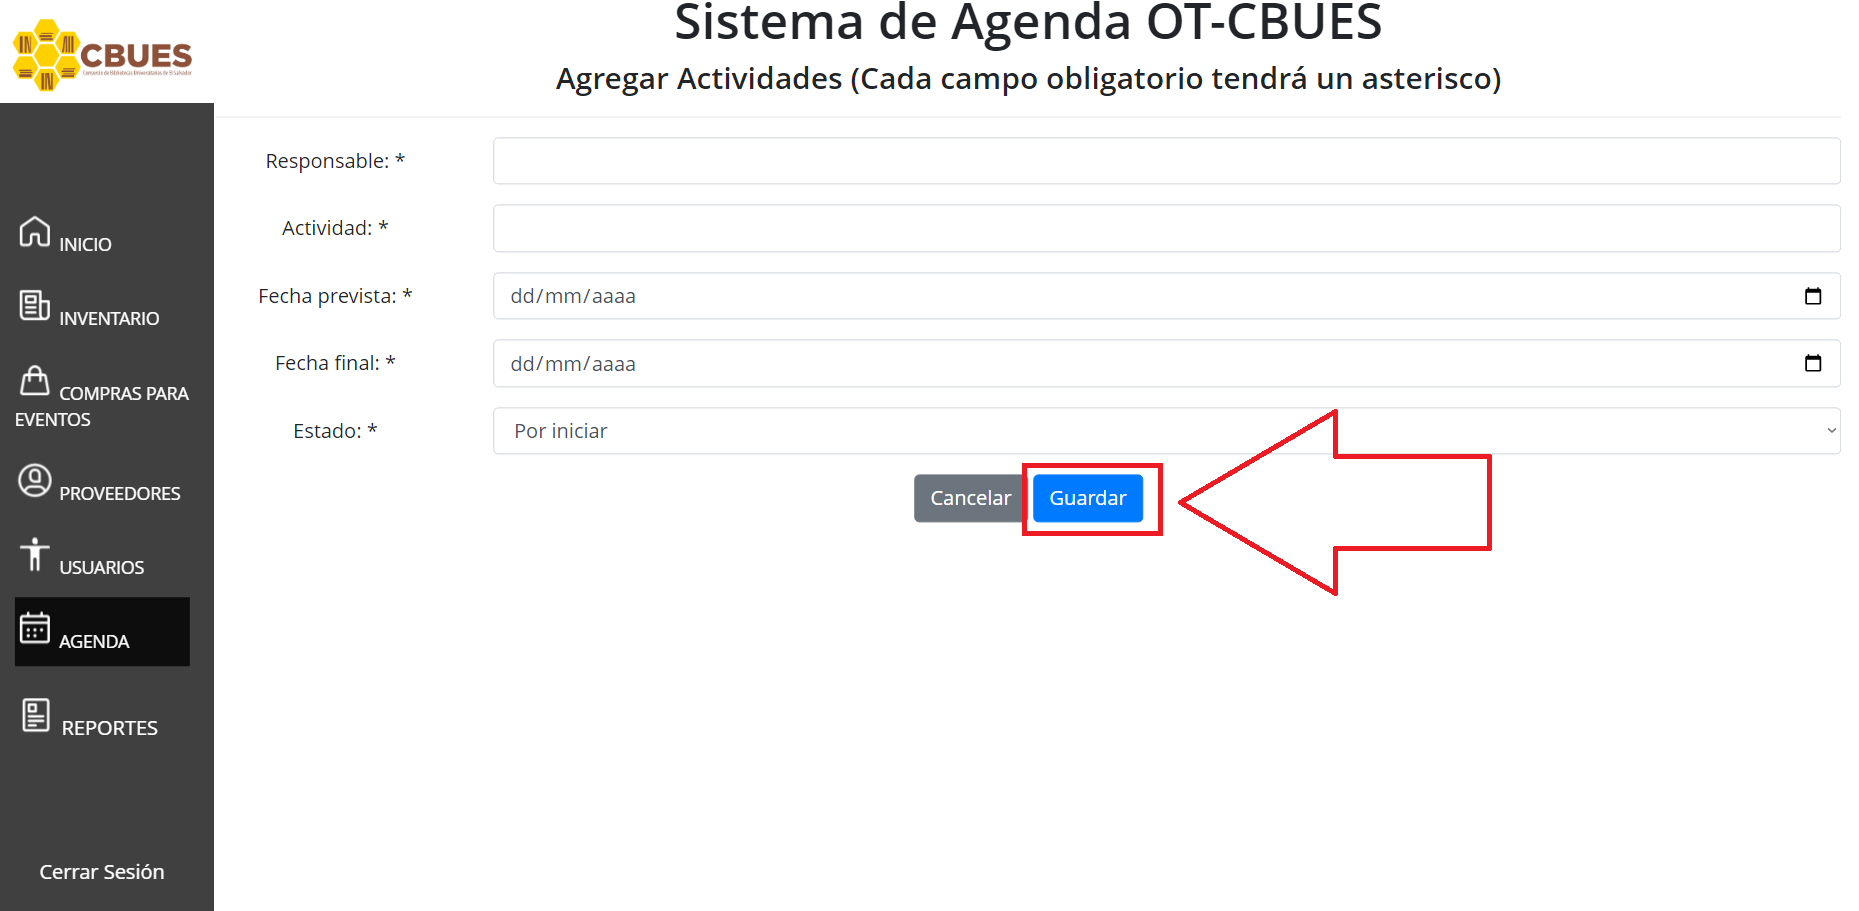 CBUES
Consorcio de Bibliotecas Universitarias de El Salvador
Sistema de Agenda OT-CBUES
Agregar Actividades (Cada campo obligatorio tendrá un asterisco)
INICIO
INVENTARIO
COMPRAS PARA
EVENTOS
PROVEEDORES
USUARIOS
AGENDA
REPORTES
Cerrar Sesión
Responsable: *
Actividad: *
Fecha prevista: * dd/mm/aaaa
Fecha final: * dd/mm/aaaa
Estado: * Por iniciar
Cancelar Guardar